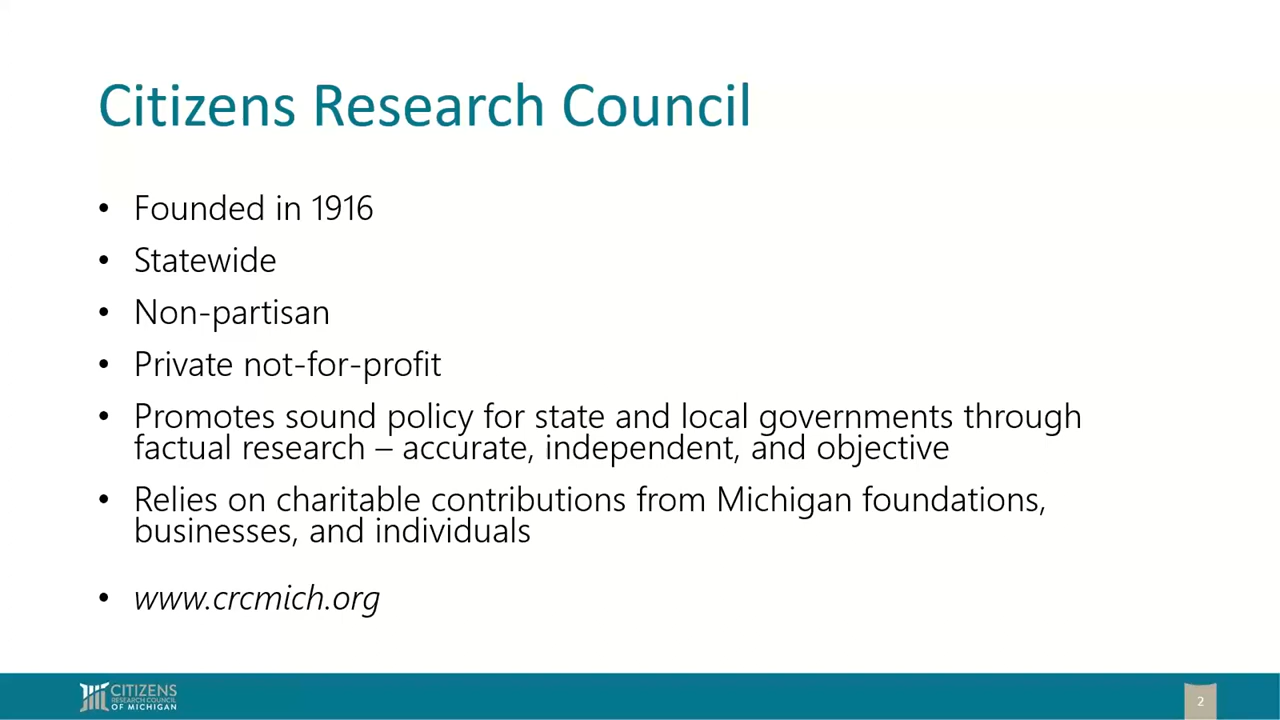 Citizens Research Council
• Founded in 1916
• Statewide
• Non-partisan
• Private not-for-profit
• Promotes sound policy for state and local governments through
factual research – accurate, independent, and objective
• Relies on charitable contributions from Michigan foundations,
businesses, and individuals
• www.crcmich.org
CITIZENS
RESEARCH COUNCIL
OF MICHIGAN
2